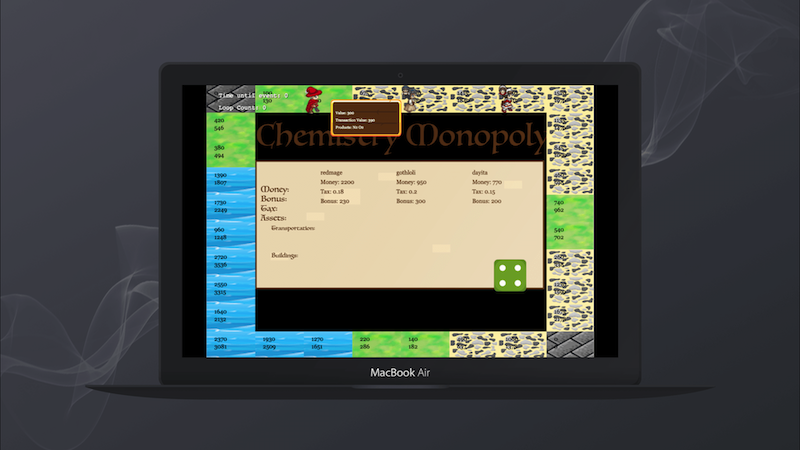 Time until event: 0
Loop Count: 0
130
Value: 300
Transaction Value: 390
Products: H2 O2
Chemistry Monopoly
420
546
380
494
1390
1807
1730
2249
960
1248
2720
3536
2550
3315
1640
2132
redmage gothloli dayita
Money: Money: 2200 Money: 950 Money: 770
Bonus: Tax: 0.18 Tax: 0.2 Tax: 0.15
Tax: Bonus: 230 Bonus: 300 Bonus: 200
Assets:
Transportation:
Buildings:
740
962
540
702
2370 1930 1270 220 140
3081 2509 1651 286 182
MacBook Air